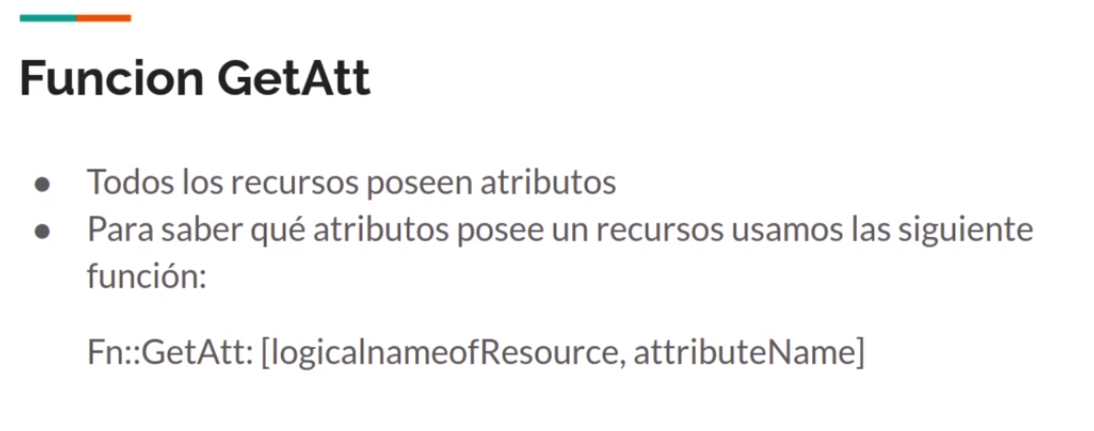 Funcion GetAtt
● Todos los recursos poseen atributos
● Para saber qué atributos posee un recursos usamos las siguiente
función:
Fn::GetAtt: [logicalnameofResource, attributeName]